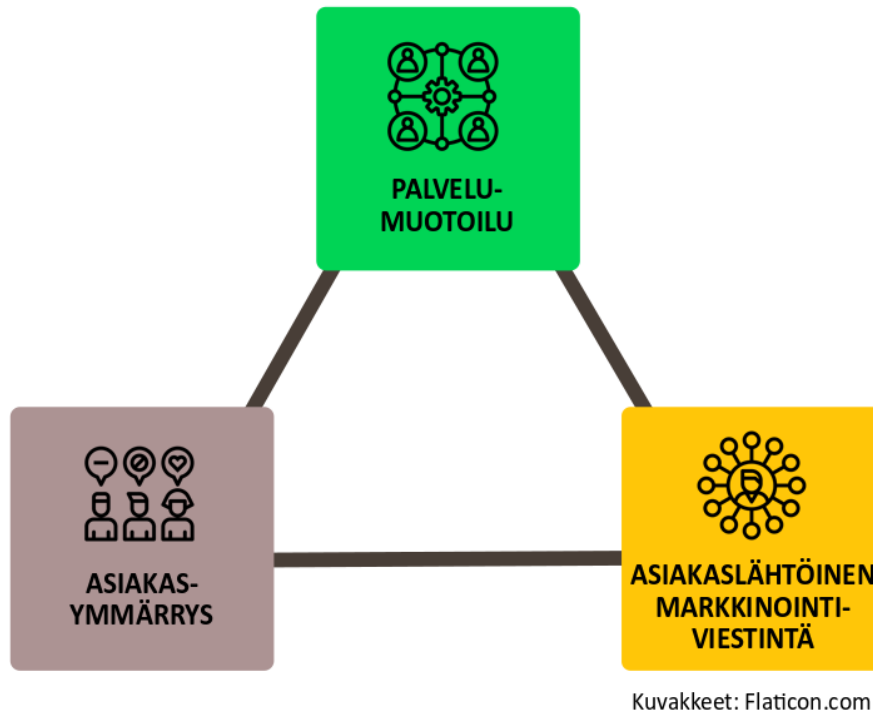 PALVELU-
MUOTOILU
ASIAKAS-
YMMÄRRYS
ASIAKASLÄHTÖINEN
MARKKINOINTI-
VIESTINTÄ
Kuvakkeet: Flaticon.com